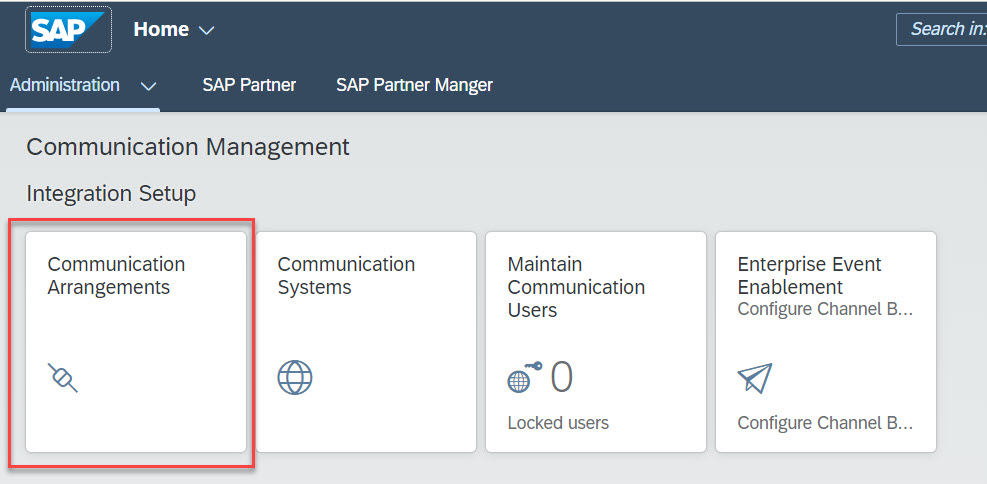 SAP Home
Search in:
Administration SAP Partner SAP Partner Manger
Communication Management
Integration Setup
Communication
Arrangements
Communication
Systems
Maintain
Communication
Users
0
Locked users
Enterprise Event
Enablement
Configure Channel B...
Configure Channel B...